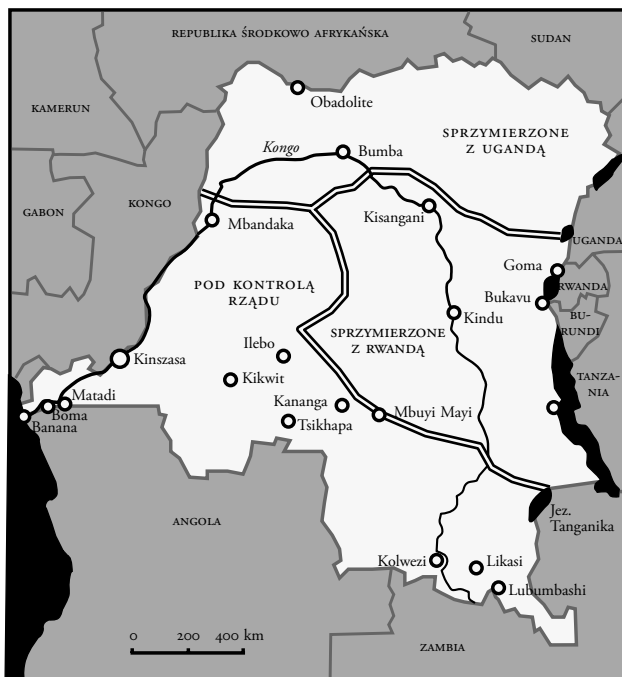 REPUBLIKA ŚRODKOWO AFRYKAŃSKA
SUDAN
KAMERUN
Obadolite
SPRZYMIERZONE
Z UGANDĄ
Kongo
Bumba
GABON
KONGO
Kisangani
Mbandaka
UGANDA
Goma
RWANDA
POD KONTROLĄ
RZĄDU
Bukavu
BU-
RUNDI
Kindu
SPRZYMIERZONE
Z RWANDĄ
Ilebo
Kinszasa
Kikwit
TANZA-
NIA
Matadi
Boma
Banana
Kananga
Mbuyi Mayi
Tsikhapa
Jez.
Tanganika
ANGOLA
Kolwezi
Likasi
Lubumbashi
0 200 400 km
ZAMBIA